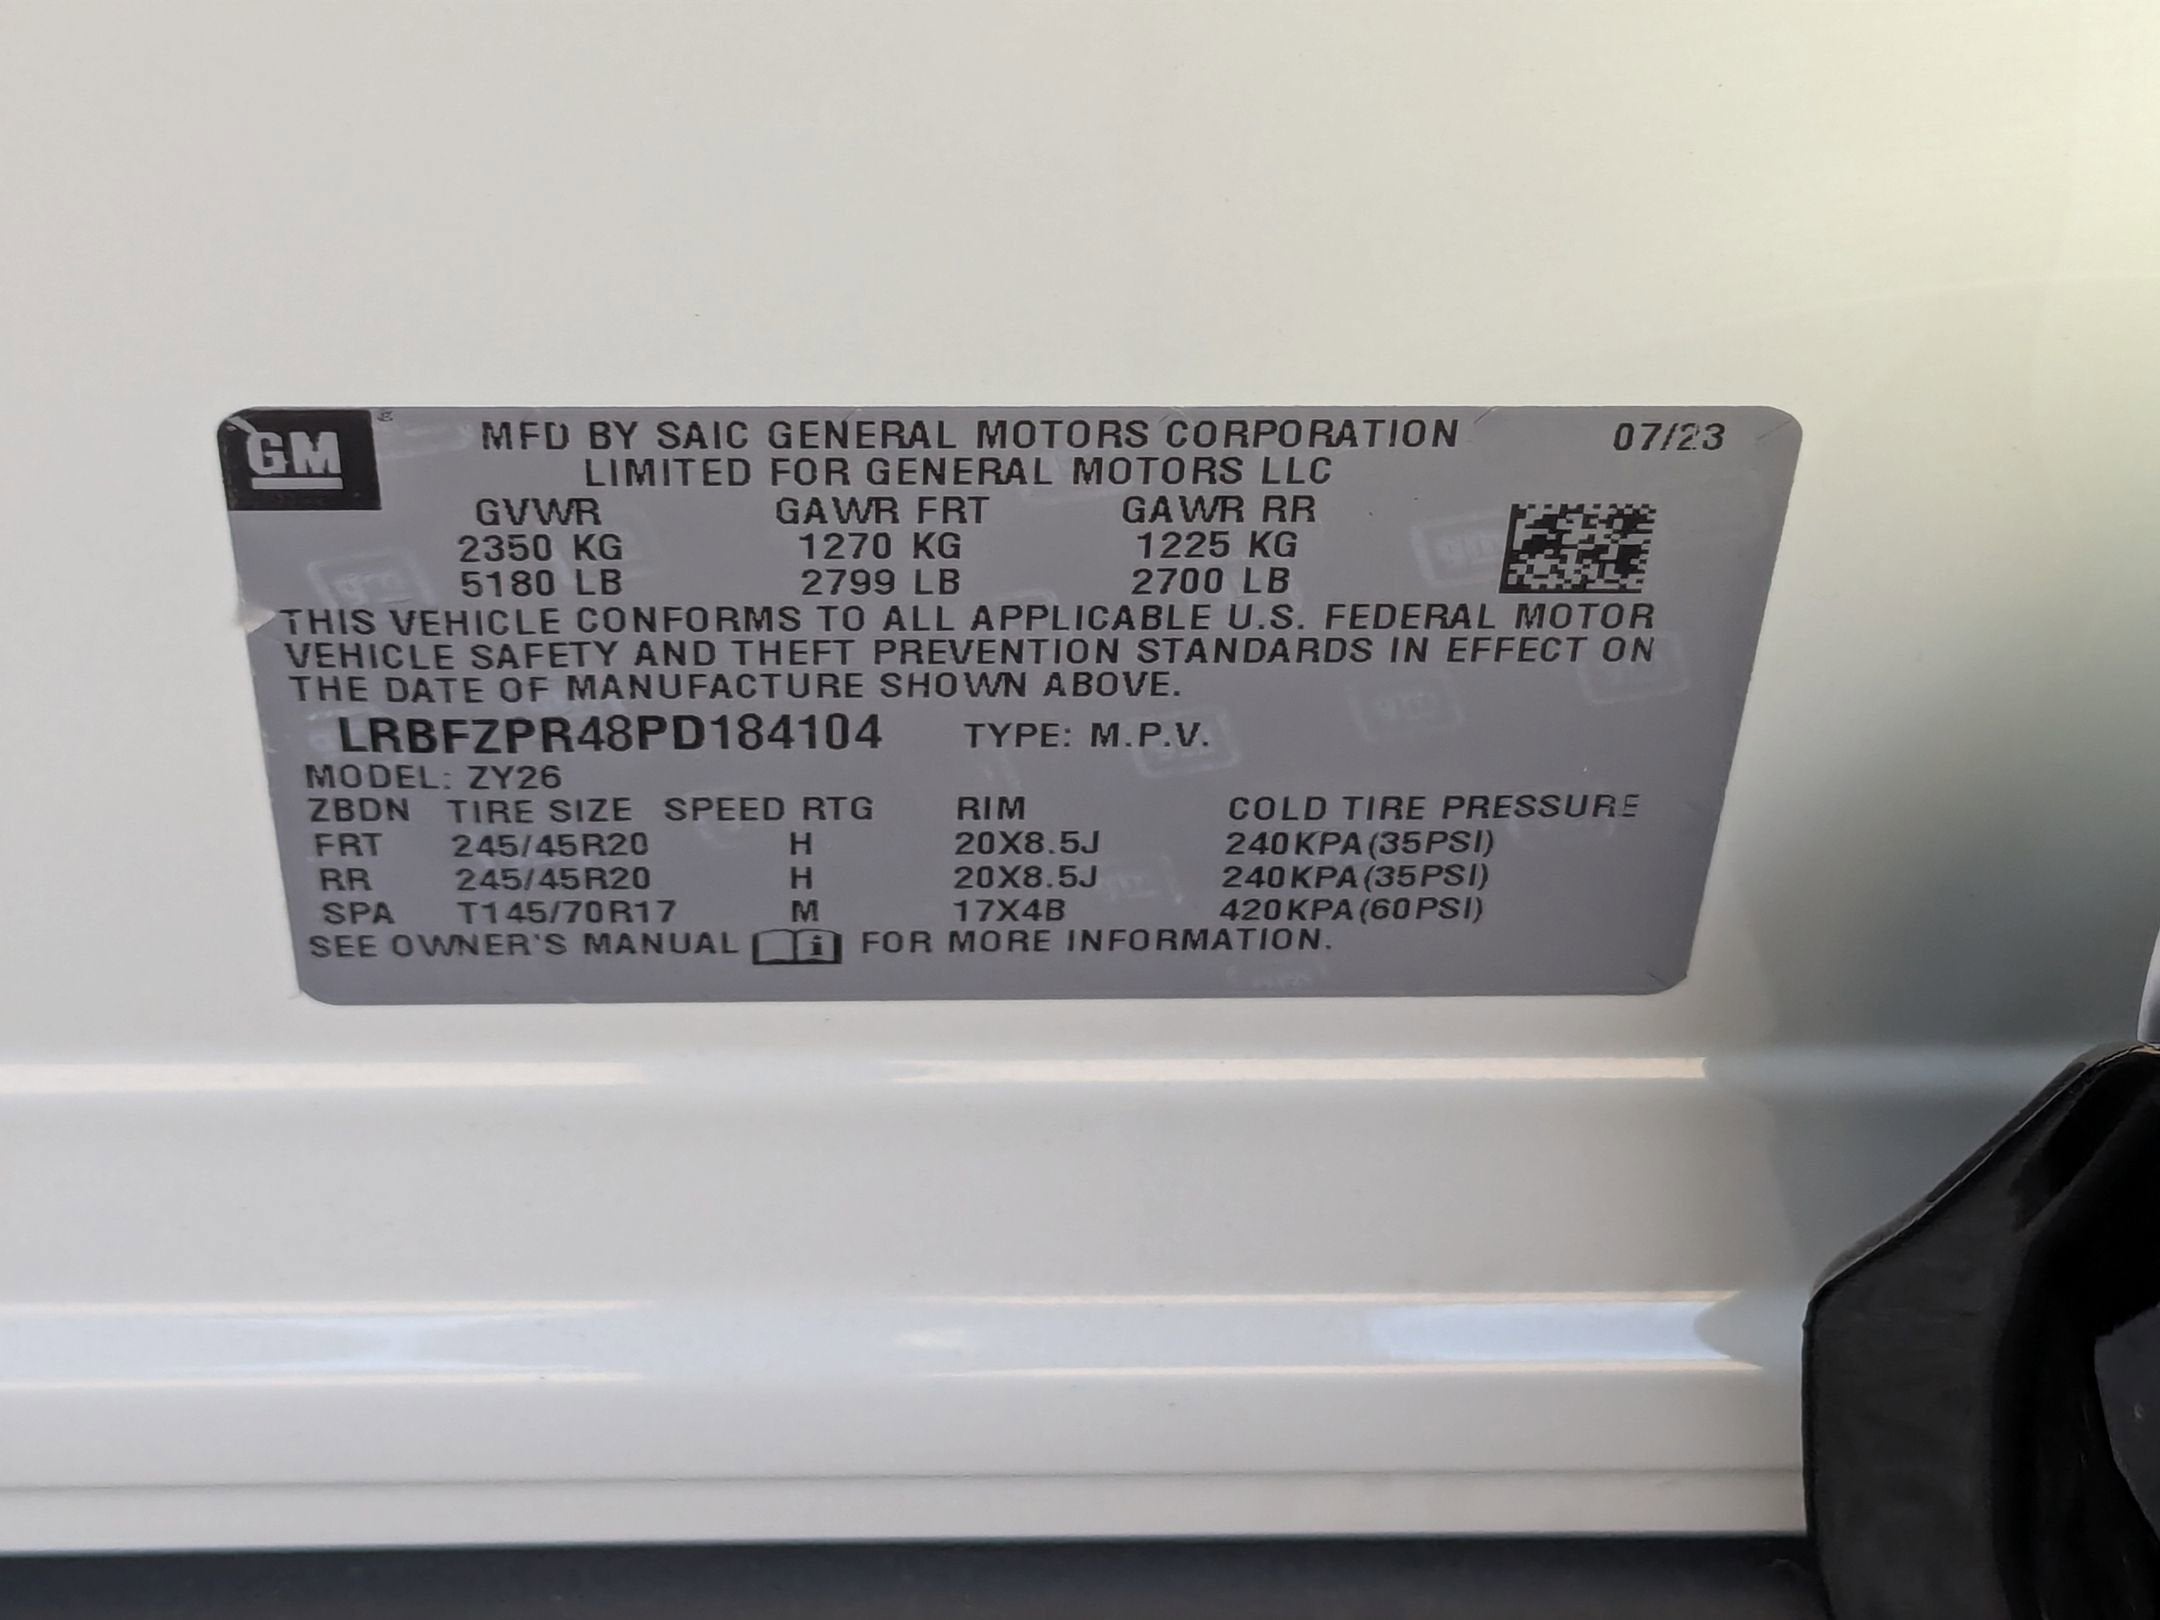 GM
MFD BY SAIC GENERAL MOTORS CORPORATION 07/23
LIMITED FOR GENERAL MOTORS LLC
GVWR GAWR FRT GAWR RR
2350 KG 1270 KG 1225 KG
5180 LB 2799 LB 2700 LB
THIS VEHICLE CONFORMS TO ALL APPLICABLE U.S. FEDERAL MOTOR
VEHICLE SAFETY AND THEFT PREVENTION STANDARDS IN EFFECT ON
THE DATE OF MANUFACTURE SHOWN ABOVE.
LRBFZPR48PD184104 TYPE: M.P.V.
MODEL: ZY26
ZBDN TIRE SIZE SPEED RTG RIM COLD TIRE PRESSURE
FRT 245/45R20 H 20X8.5J 240KPA(35PSI)
RR 245/45R20 H 20X8.5J 240KPA(35PSI)
SPA T145/70R17 M 17X4B 420KPA(60PSI)
SEE OWNER'S MANUAL i FOR MORE INFORMATION.